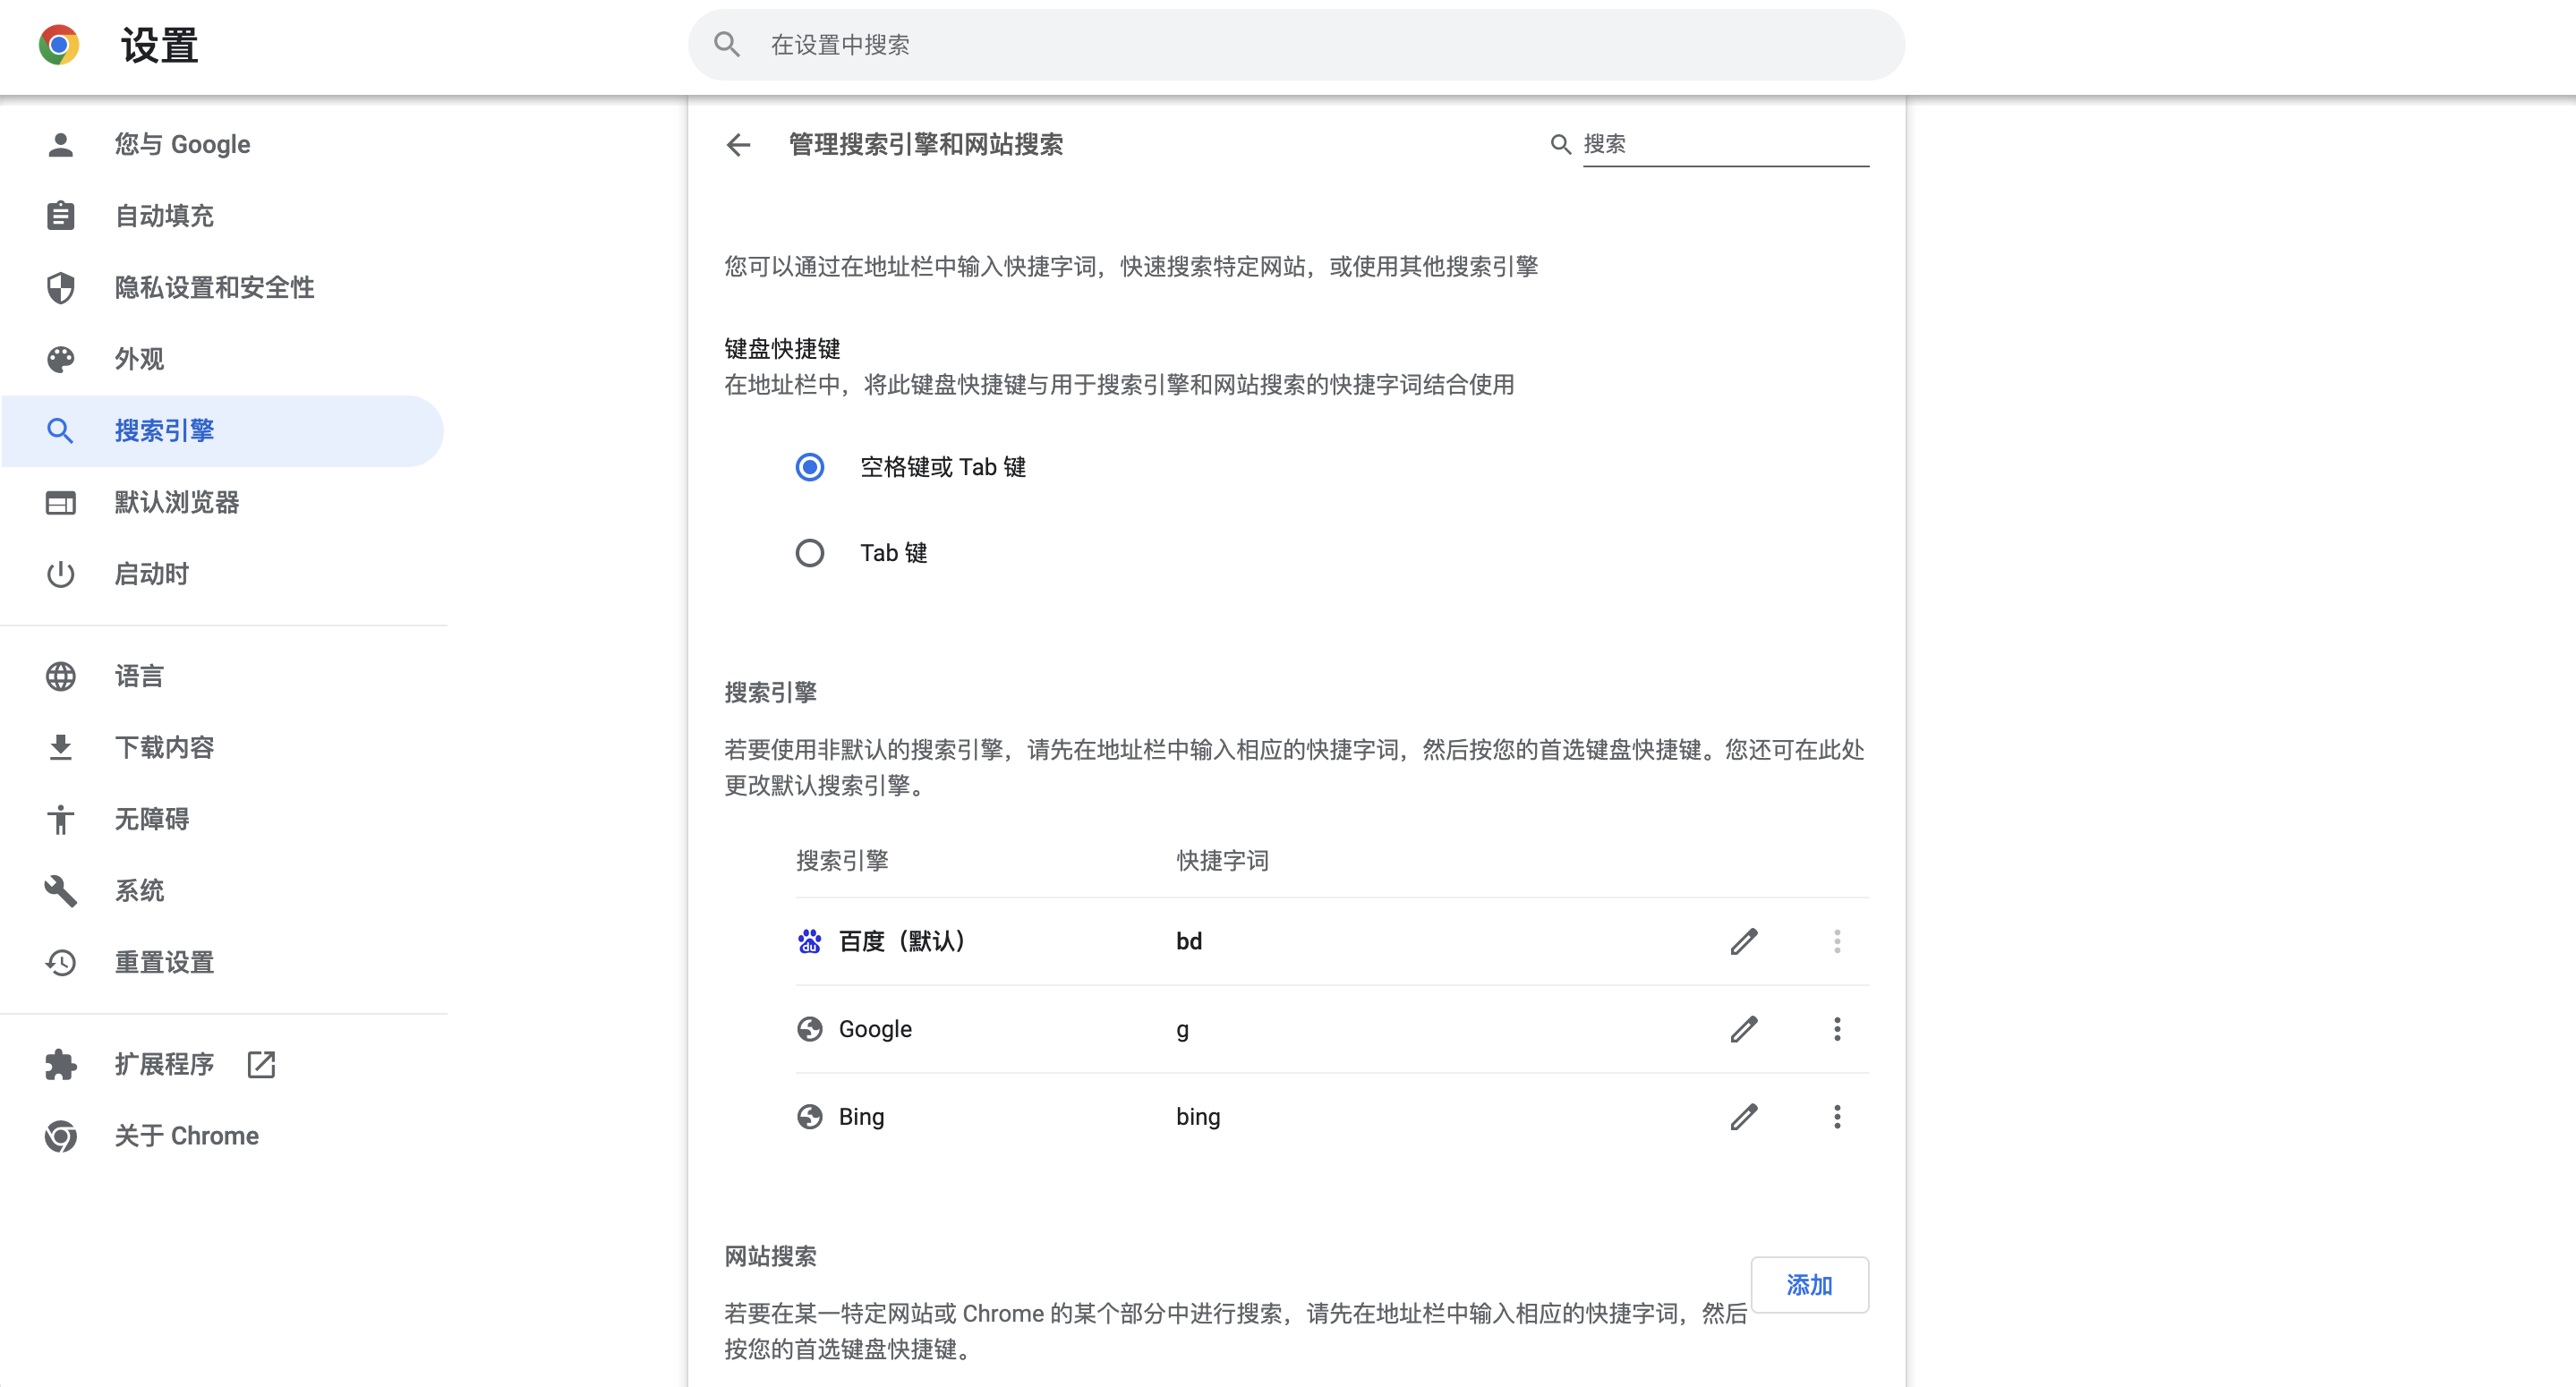 设置
在设置中搜索
您与 Google
自动填充
隐私设置和安全性
外观
搜索引擎
默认浏览器
启动时
语言
下载内容
无障碍
系统
重置设置
扩展程序
关于 Chrome
管理搜索引擎和网站搜索
搜索
您可以通过在地址栏中输入快捷字词，快速搜索特定网站，或使用其他搜索引擎
键盘快捷键
在地址栏中，将此键盘快捷键与用于搜索引擎和网站搜索的快捷字词结合使用
空格键或 Tab 键
Tab 键
搜索引擎
若要使用非默认的搜索引擎，请先在地址栏中输入相应的快捷字词，然后按您的首选键盘快捷键。您还可在此处
更改默认搜索引擎。
搜索引擎 快捷字词
du 百度（默认） bd
Google g
Bing bing
网站搜索
添加
若要在某一特定网站或 Chrome 的某个部分中进行搜索，请先在地址栏中输入相应的快捷字词，然后
按您的首选键盘快捷键。